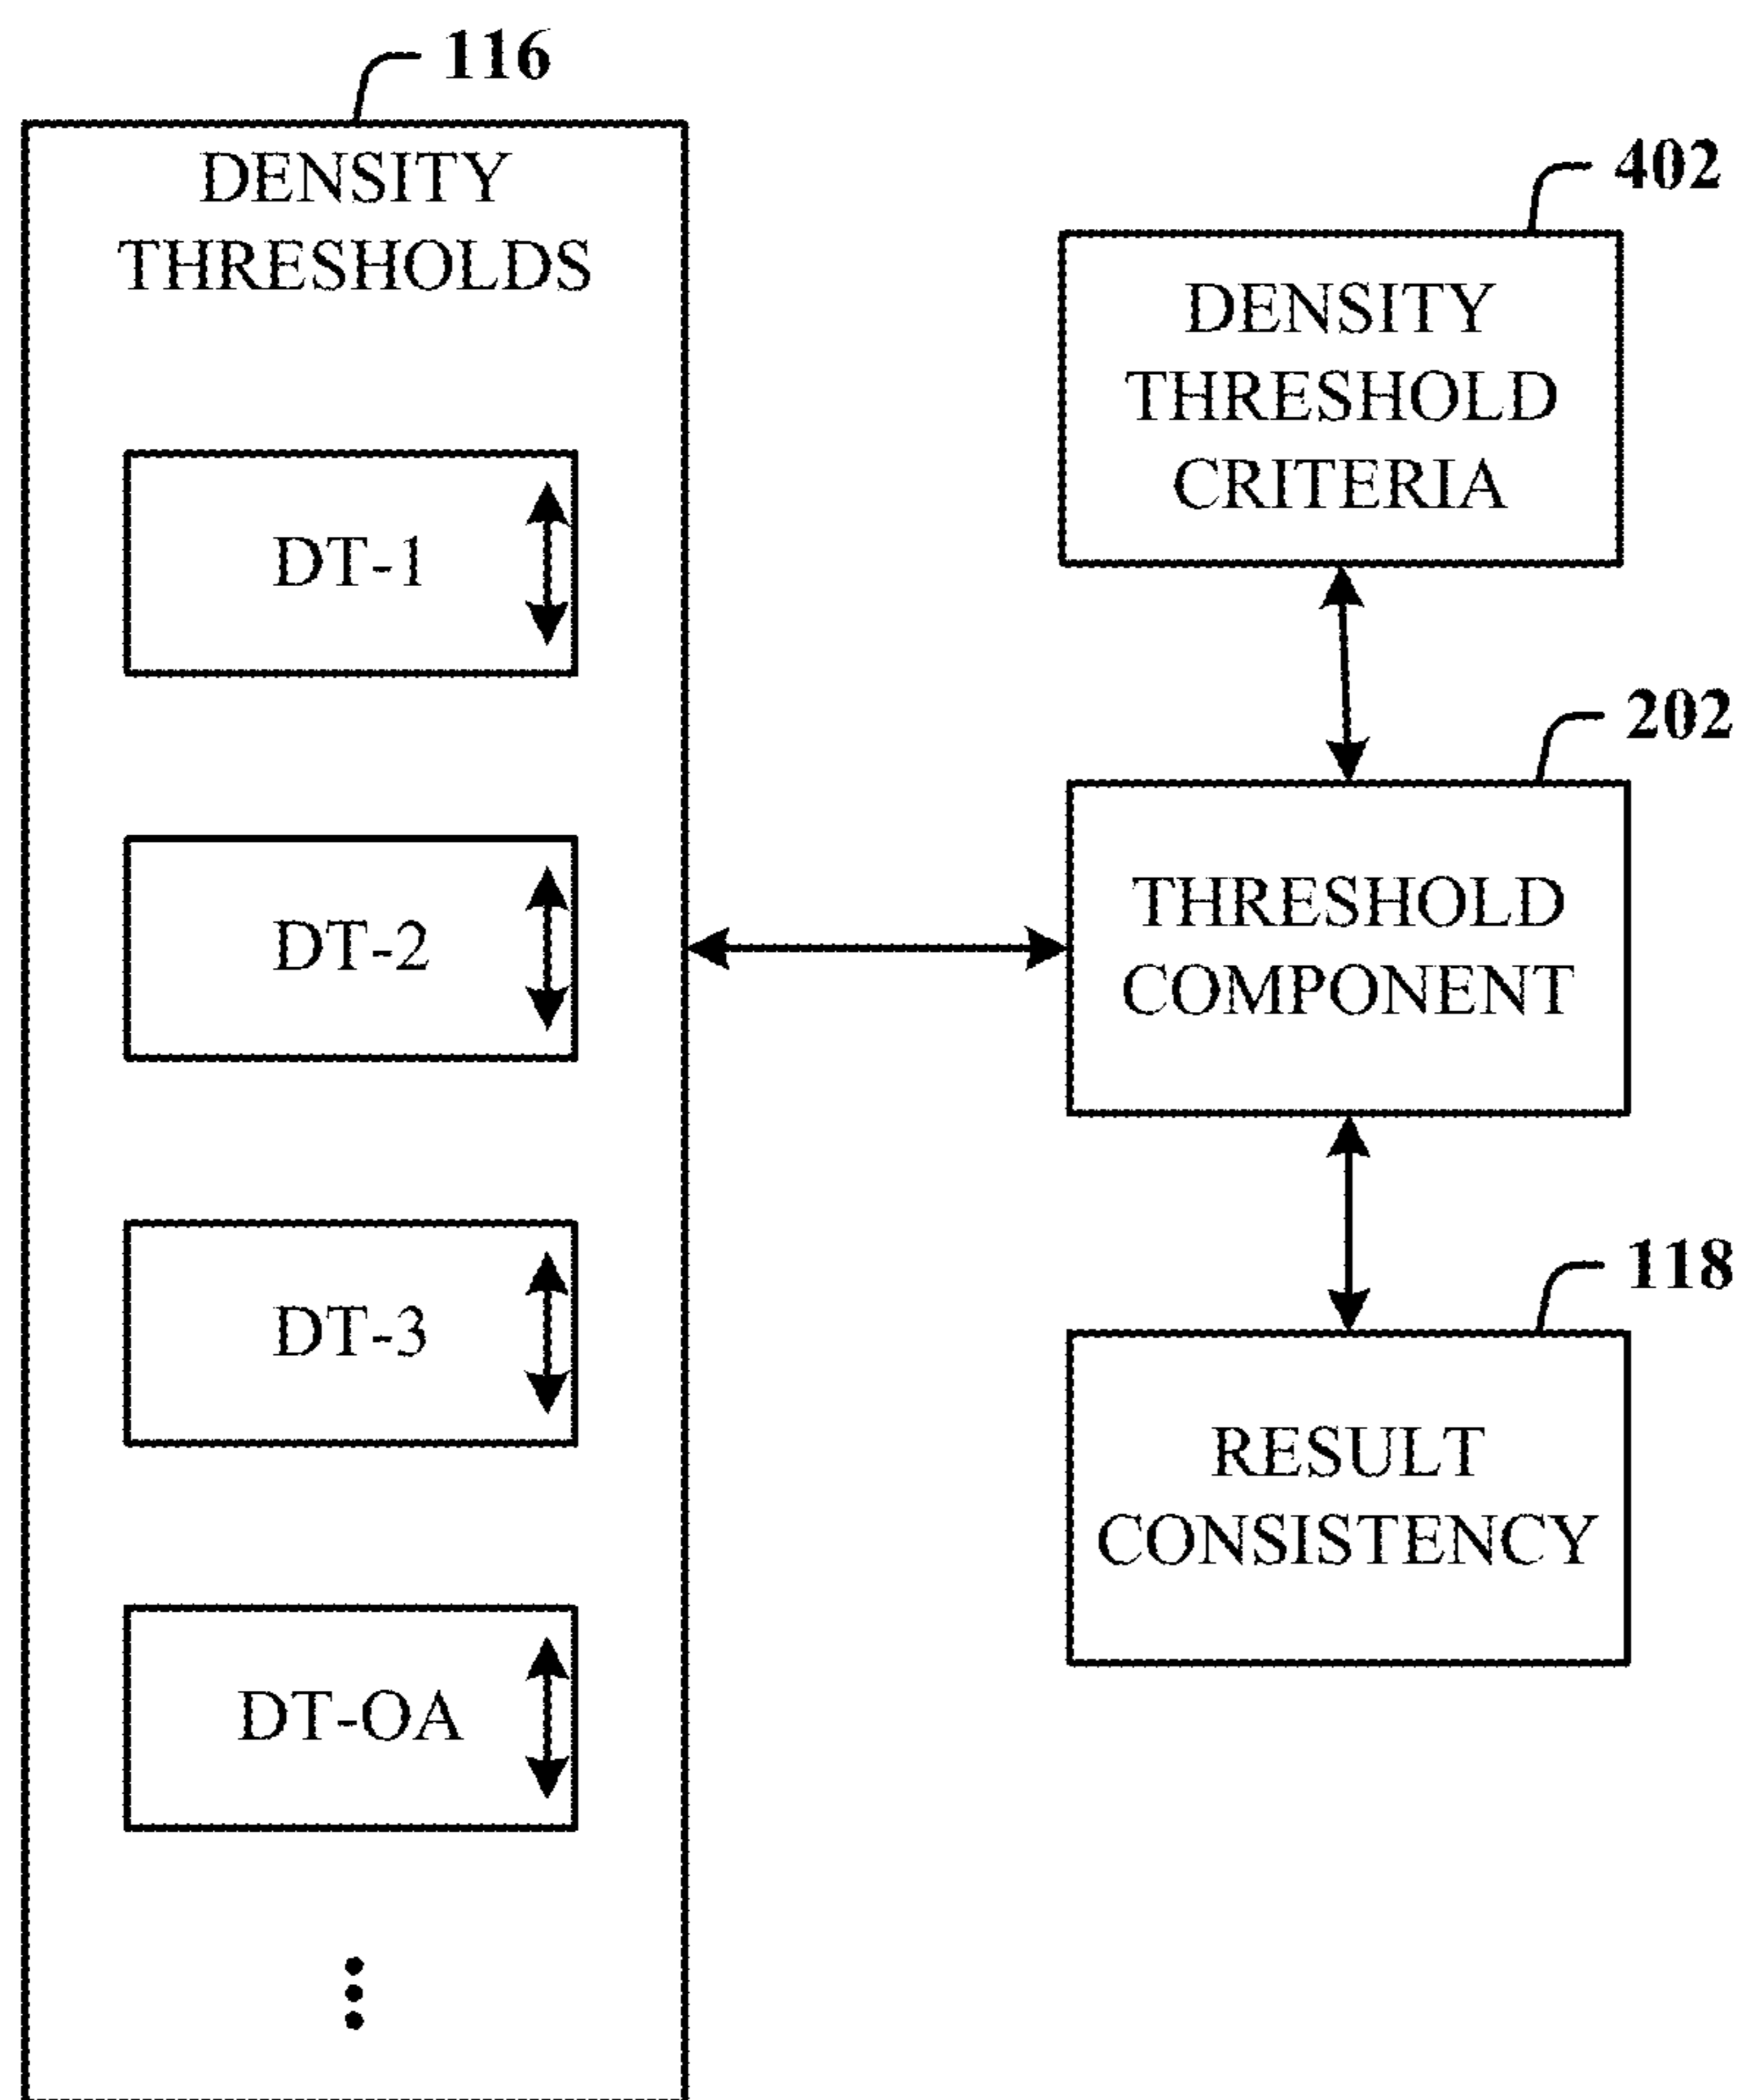 116
DENSITY
THRESHOLDS
DT-1
DT-2
DT-3
DT-OA
402
DENSITY
THRESHOLD
CRITERIA
202
THRESHOLD
COMPONENT
118
RESULT
CONSISTENCY